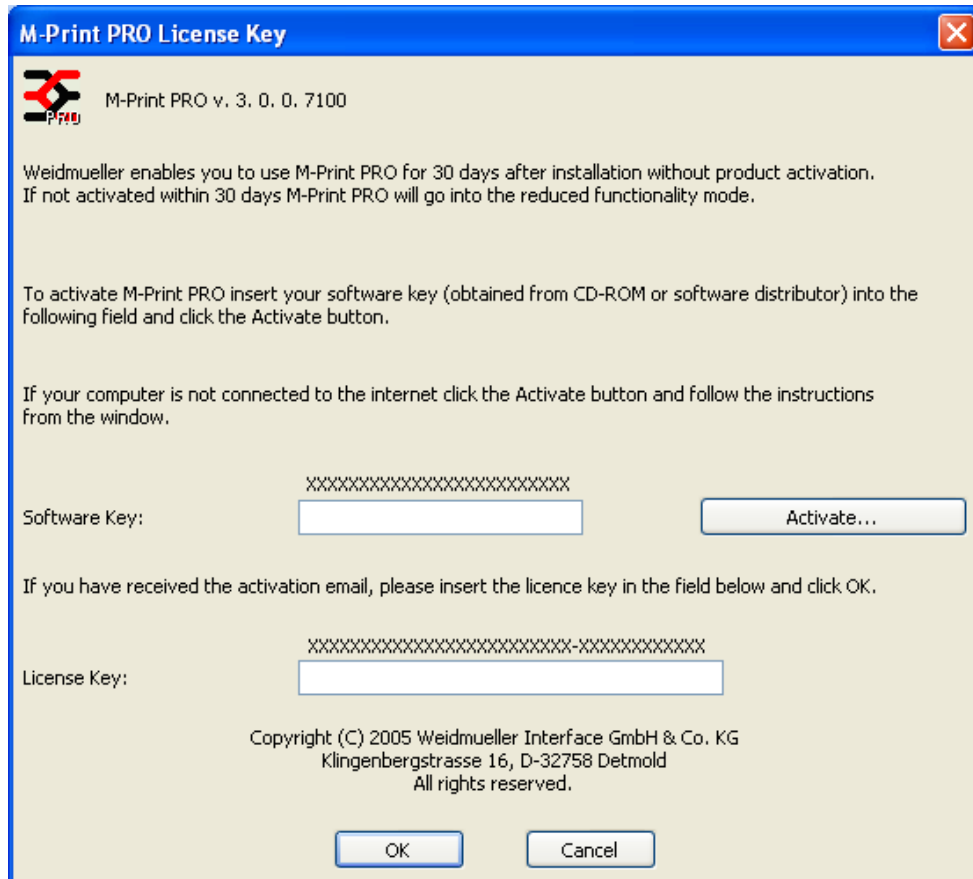 M-Print PRO License Key
PRO
M-Print PRO v. 3. 0. 0. 7100
Weidmueller enables you to use M-Print PRO for 30 days after installation without product activation.
If not activated within 30 days M-Print PRO will go into the reduced functionality mode.
To activate M-Print PRO insert your software key (obtained from CD-ROM or software distributor) into the
following field and click the Activate button.
If your computer is not connected to the internet click the Activate button and follow the instructions
from the window.
XXXXXXXXXXXXXXXXXXXXXXXXX
Software Key:
Activate...
If you have received the activation email, please insert the licence key in the field below and click OK.
XXXXXXXXXXXXXXXXXXXXXXXXX-XXXXXXXXXXXX
License Key:
Copyright (C) 2005 Weidmueller Interface GmbH & Co. KG
Klingenbergstrasse 16, D-32758 Detmold
All rights reserved.
OK
Cancel